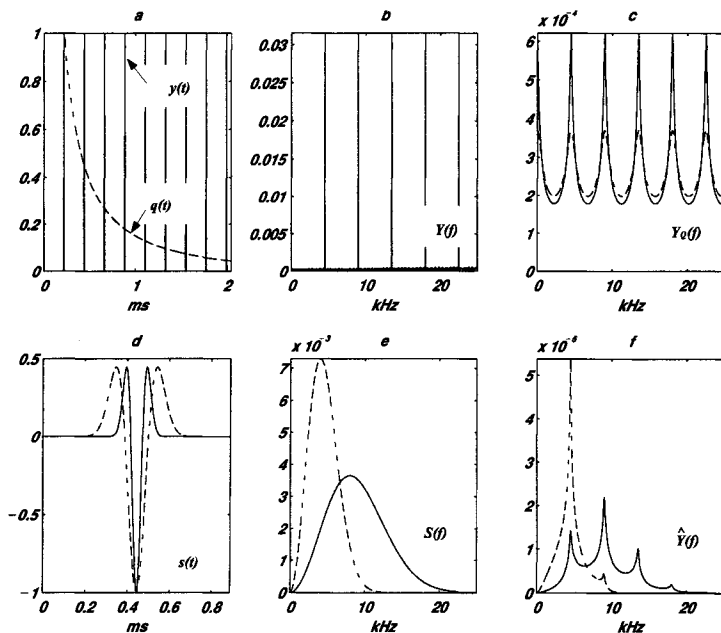 a
b
c
x 10⁻⁴
1
0.8
0.6
0.4
0.2
0
y(t)
q(t)
0
1
2
ms
0.03
0.025
0.02
0.015
0.01
0.005
0
Y(f)
0
10
20
kHz
6
5
4
3
2
1
0
Y_Q(f)
0
10
20
kHz
d
e
f
0.5
0
−0.5
−1
s(t)
0
0.2
0.4
0.6
0.8
ms
x 10⁻³
7
6
5
4
3
2
1
0
S(f)
0
10
20
kHz
x 10⁻⁶
5
4
3
2
1
0
Ŷ(f)
0
10
20
kHz